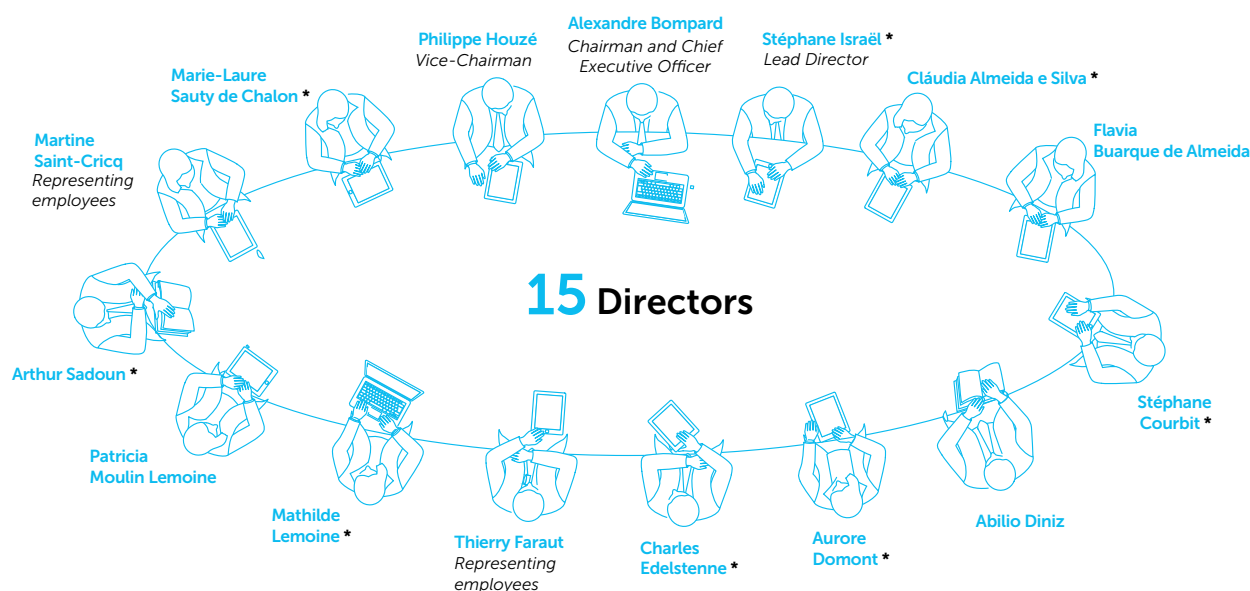 Alexandre Bompard
Chairman and Chief
Executive Officer
Philippe Houzé
Vice-Chairman
Stéphane Israël *
Lead Director
Marie-Laure
Sauty de Chalon *
Cláudia Almeida e Silva *
Martine
Saint-Cricq
Representing
employees
Flavia
Buarque de Almeida
15 Directors
Arthur Sadoun *
Stéphane
Courbit *
Patricia
Moulin Lemoine
Mathilde
Lemoine *
Thierry Faraut
Representing
employees
Charles
Edelstenne *
Aurore
Domont *
Abilio Diniz